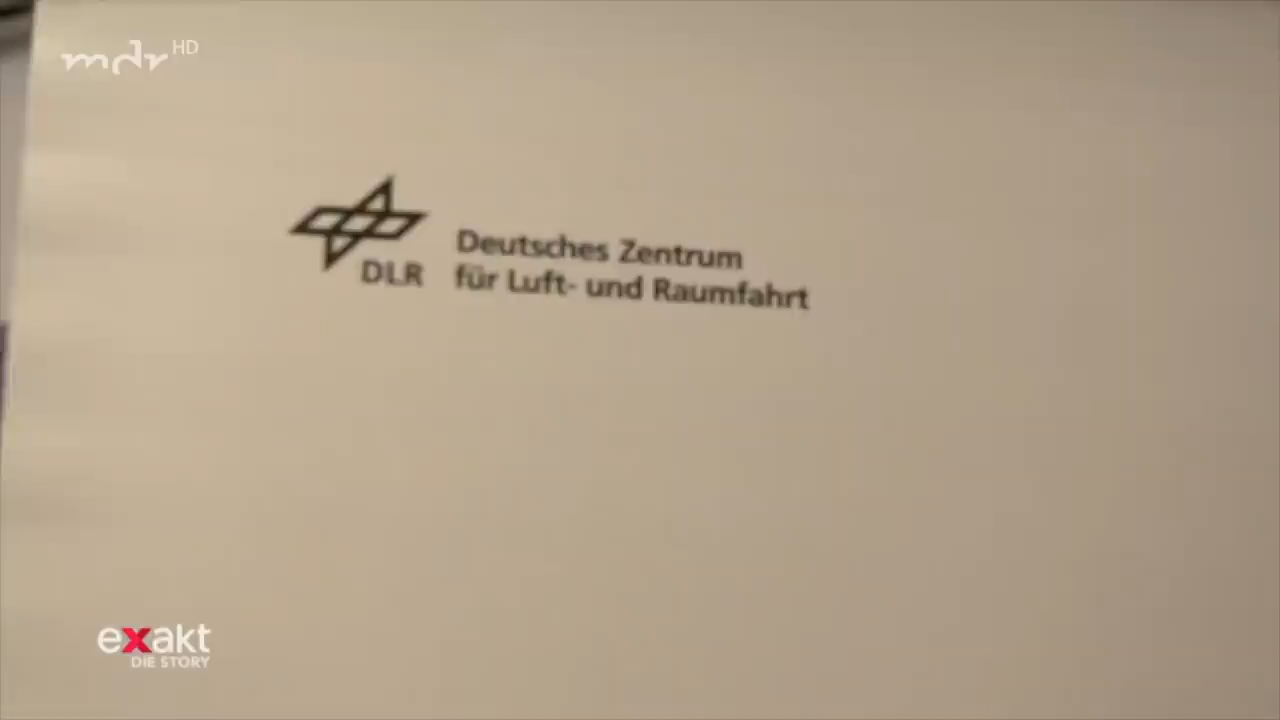 mdr HD
Deutsches Zentrum
DLR für Luft- und Raumfahrt
exakt
DIE STORY